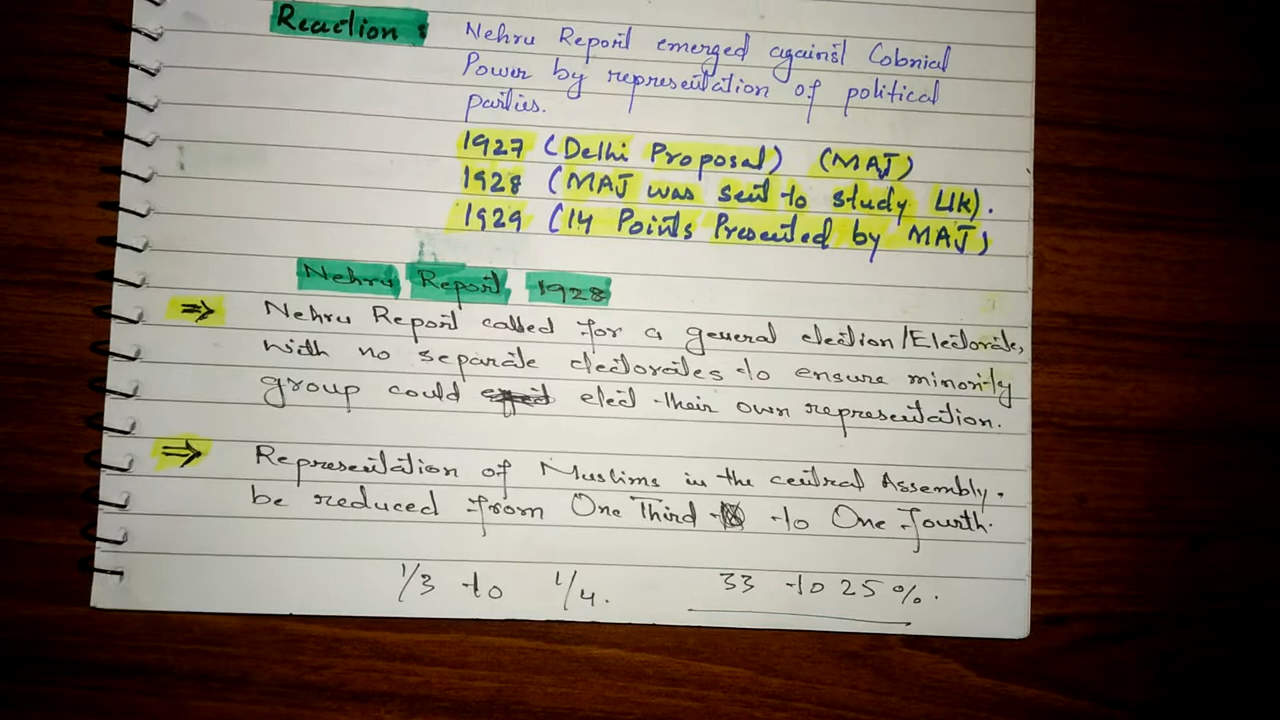 Reaction : Nehru Report emerged against Colonial
Power by representation of political
parties.
1927 (Delhi Proposal) (MAJ)
1928 (MAJ was sent to study UK).
1929 (14 Points Presented by MAJ)
Nehru Report 1928
⇒ Nehru Report called for a general election/Electorate,
with no separate electorates to ensure minority
group could elect their own representation.
⇒ Representation of Muslims in the central Assembly.
be reduced from One Third to One fourth.
1/3 to 1/4. 33 to 25%.